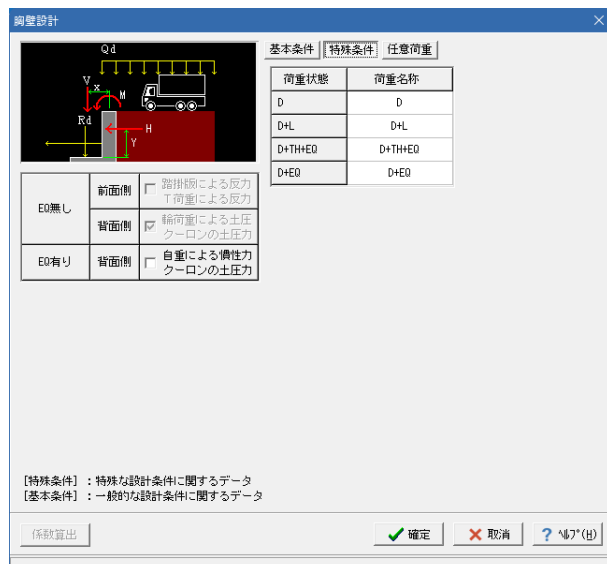 胸壁設計
Qd
V
x
M
Rd
H
Y
基本条件 特殊条件 任意荷重
荷重状態 荷重名称
D D
D+L D+L
D+TH+EQ D+TH+EQ
D+EQ D+EQ
EQ無し 前面側 踏掛版による反力
T荷重による反力
背面側 輪荷重による土圧
クーロンの土圧力
EQ有り 背面側 自重による慣性力
クーロンの土圧力
[特殊条件] :特殊な設計条件に関するデータ
[基本条件] :一般的な設計条件に関するデータ
係数算出 確定 取消 ? ﾍﾙﾌﾟ(H)